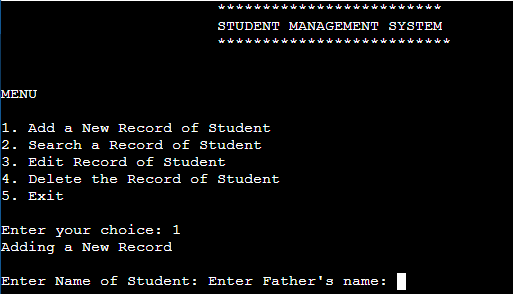 *************************
STUDENT MANAGEMENT SYSTEM
**************************
MENU
1. Add a New Record of Student
2. Search a Record of Student
3. Edit Record of Student
4. Delete the Record of Student
5. Exit
Enter your choice: 1
Adding a New Record
Enter Name of Student: Enter Father's name: